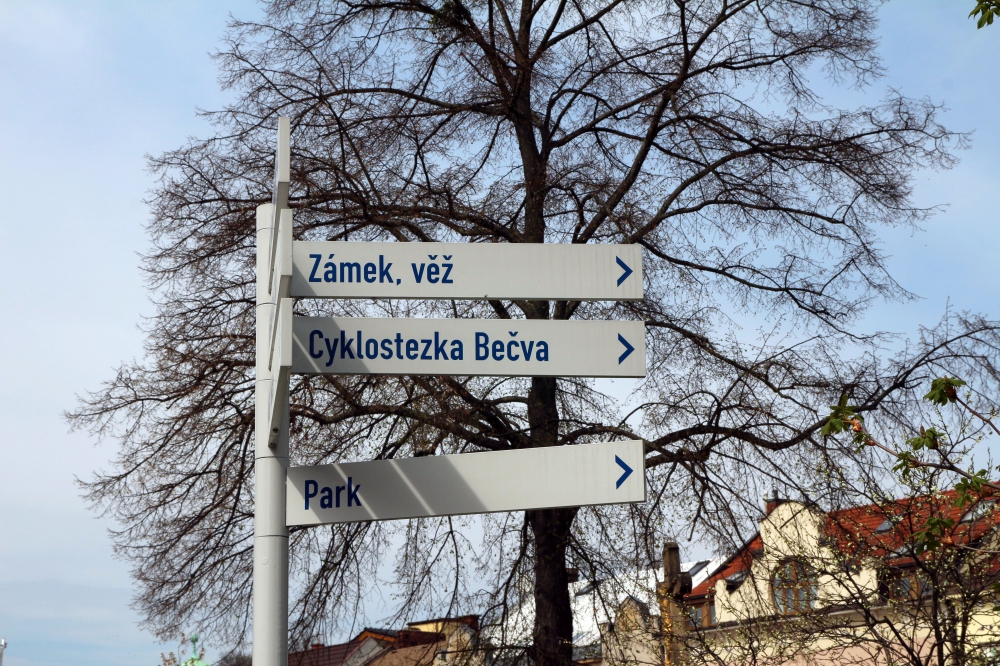 Zámek, věž
Cyklostezka Bečva
Park